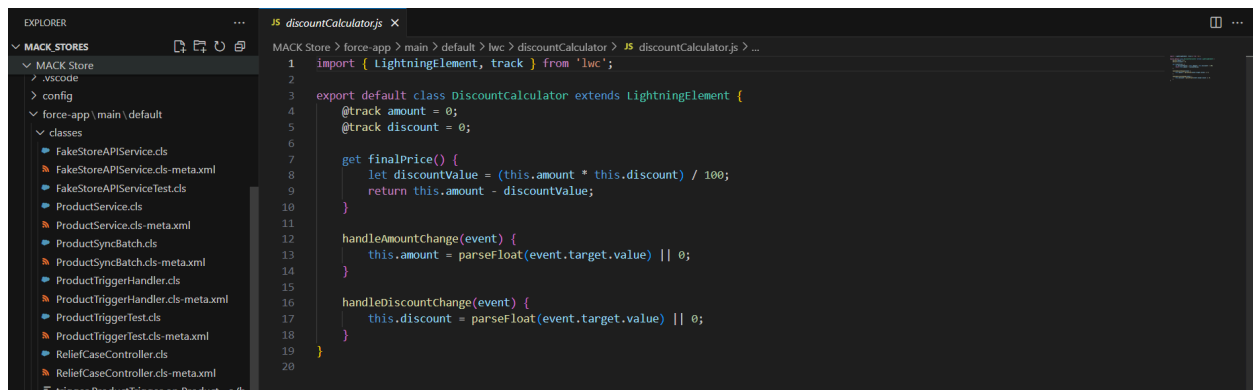 EXPLORER
MACK_STORES
MACK Store
.vscode
config
force-app\main\default
classes
FakeStoreAPIService.cls
FakeStoreAPIService.cls-meta.xml
FakeStoreAPIServiceTest.cls
ProductService.cls
ProductService.cls-meta.xml
ProductSyncBatch.cls
ProductSyncBatch.cls-meta.xml
ProductTriggerHandler.cls
ProductTriggerHandler.cls-meta.xml
ProductTriggerTest.cls
ProductTriggerTest.cls-meta.xml
ReliefCaseController.cls
ReliefCaseController.cls-meta.xml
JS discountCalculator.js
MACK Store > force-app > main > default > lwc > discountCalculator > JS discountCalculator.js > ...
1 import { LightningElement, track } from 'lwc';
2
3 export default class DiscountCalculator extends LightningElement {
4 @track amount = 0;
5 @track discount = 0;
6
7 get finalPrice() {
8 let discountValue = (this.amount * this.discount) / 100;
9 return this.amount - discountValue;
10 }
11
12 handleAmountChange(event) {
13 this.amount = parseFloat(event.target.value) || 0;
14 }
15
16 handleDiscountChange(event) {
17 this.discount = parseFloat(event.target.value) || 0;
18 }
19 }
20